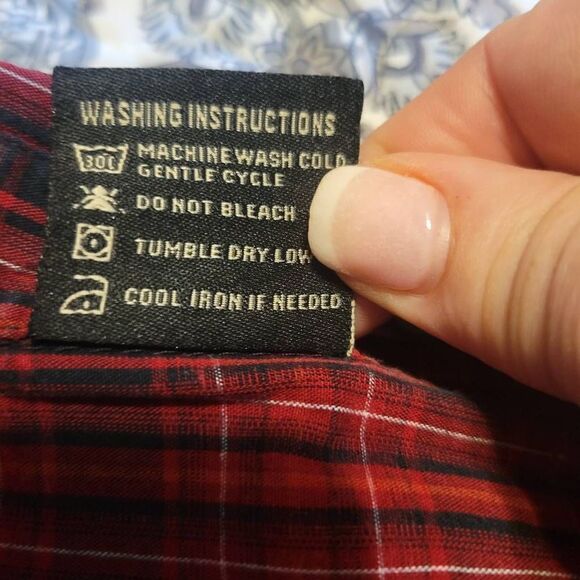 WASHING INSTRUCTIONS
30C MACHINE WASH COLD
GENTLE CYCLE
DO NOT BLEACH
TUMBLE DRY LOW
COOL IRON IF NEEDED